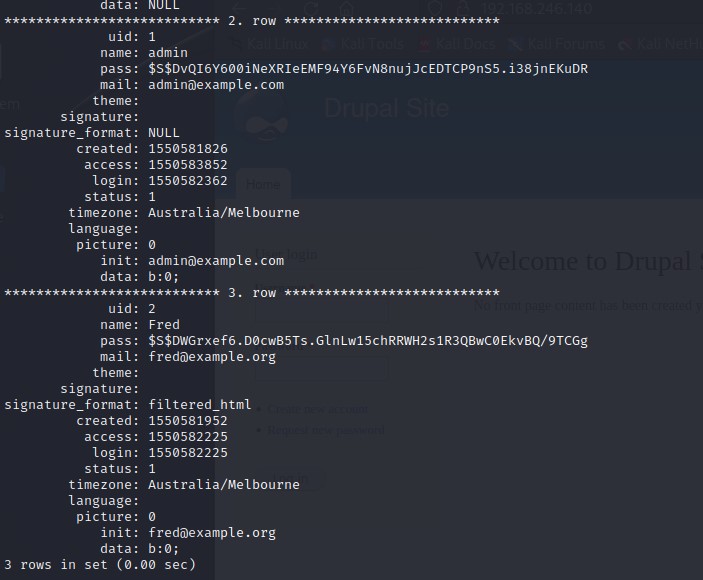 data: NULL
*************************** 2. row ***************************
uid: 1
name: admin
pass: $S$DvQI6Y600iNeXRIeEMF94Y6FvN8nujJcEDTCP9nS5.i38jnEKuDR
mail: admin@example.com
theme:
signature:
signature_format: NULL
created: 1550581826
access: 1550583852
login: 1550582362
status: 1
timezone: Australia/Melbourne
language:
picture: 0
init: admin@example.com
data: b:0;
*************************** 3. row ***************************
uid: 2
name: Fred
pass: $S$DWGrxef6.D0cwB5Ts.GlnLw15chRRWH2s1R3QBwC0EkvBQ/9TCGg
mail: fred@example.org
theme:
signature:
signature_format: filtered_html
created: 1550581952
access: 1550582225
login: 1550582225
status: 1
timezone: Australia/Melbourne
language:
picture: 0
init: fred@example.org
data: b:0;
3 rows in set (0.00 sec)
192.168.246.140
Kali Linux
Kali Tools
Kali Docs
Kali Forums
Kali NetH
Drupal Site
Home
Welcome to Drupal S
No front page content has been created y
Create new account
Request new password